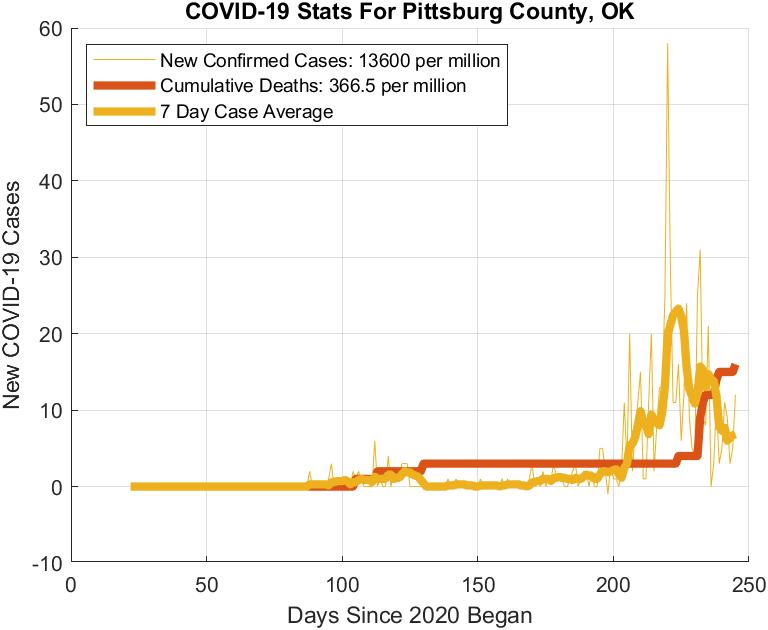 COVID-19 Stats For Pittsburg County, OK
60
50
40
30
20
10
0
-10
New COVID-19 Cases
New Confirmed Cases: 13600 per million
Cumulative Deaths: 366.5 per million
7 Day Case Average
0 50 100 150 200 250
Days Since 2020 Began